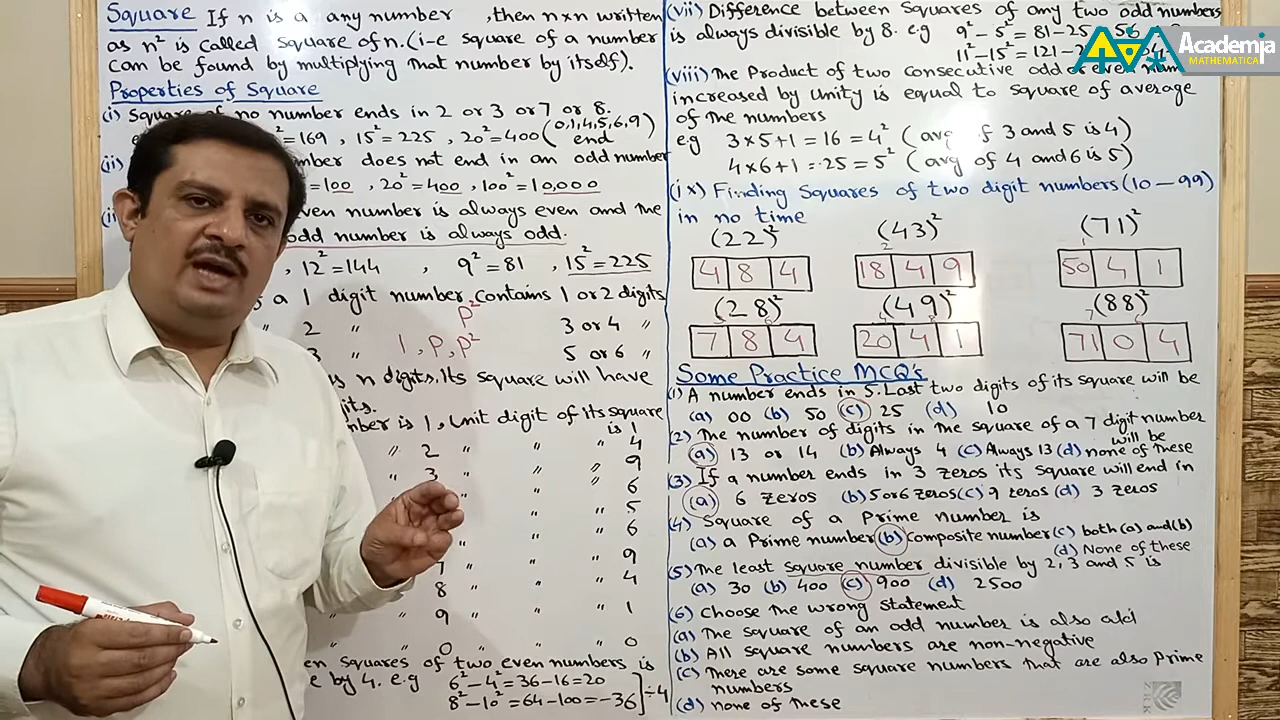 Square If n is a any number , then n×n written
as n² is called square of n.(i-e square of a number
can be found by multiplying that number by itself).
Properties of Square
(i) Square of no number ends in 2 or 3 or 7 or 8.
²=169 , 15²=225 , 20²=400 (0,1,4,5,6,9)
end
(ii) mber does not end in an odd number
=100 , 20²=400 , 100²=10,000
ven number is always even and the
odd number is always odd.
, 12²=144 , 9²=81 , 15²=225
a 1 digit number contains 1 or 2 digits
P²
" 2 " 3 or 4 "
1, P, P²
" 3 " 5 or 6 "
n digits. Its square will have
its.
mber is 1, Unit digit of its square
is 1
" 2 " " " 4
" 3 " " " 9
" " 6
" " 5
" " 6
7 " " " 9
8 " " " 4
" 9 " " " 1
" 0 " " 0
en squares of two even numbers is
e by 4. e.g 6²-4²=36-16=20
8²-10²=64-100=-36] ÷4
(vii) Difference between squares of any two odd numbers
is always divisible by 8. e.g 9²-5²=81-25 56
11²-15²=121-2
Academia
MATHEMATICA
(viii) The Product of two consecutive odd or even num
increased by Unity is equal to square of average
of the numbers
e.g 3×5+1=16=4² (avg of 3 and 5 is 4)
4×6+1=25=5² (avg of 4 and 6 is 5)
(ix) Finding Squares of two digit numbers (10-99)
in no time
(22)² (43)² (71)²
2 1
4 8 4 18 4 9 50 4 1
(28)² (49)² (88)²
7 8 4 20 4 1 71 0 4
Some Practice MCQ's
(1) A number ends in 5. Last two digits of its square will be
(a) 00 (b) 50 (c) 25 (d) 10
(2) The number of digits in the square of a 7 digit number
will be
(a) 13 or 14 (b) Always 4 (c) Always 13 (d) none of these
(3) If a number ends in 3 zeros its square will end in
(a) 6 zeros (b) 5 or 6 zeros (c) 9 zeros (d) 3 zeros
(4) Square of a Prime number is
(a) a Prime number (b) composite number (c) both (a) and (b)
(d) None of these
(5) The least square number divisible by 2, 3 and 5 is
(a) 30 (b) 400 (c) 900 (d) 2500
(6) Choose the wrong statement
(a) The square of an odd number is also odd
(b) All square numbers are non-negative
(c) There are some square numbers that are also Prime
numbers
(d) none of these